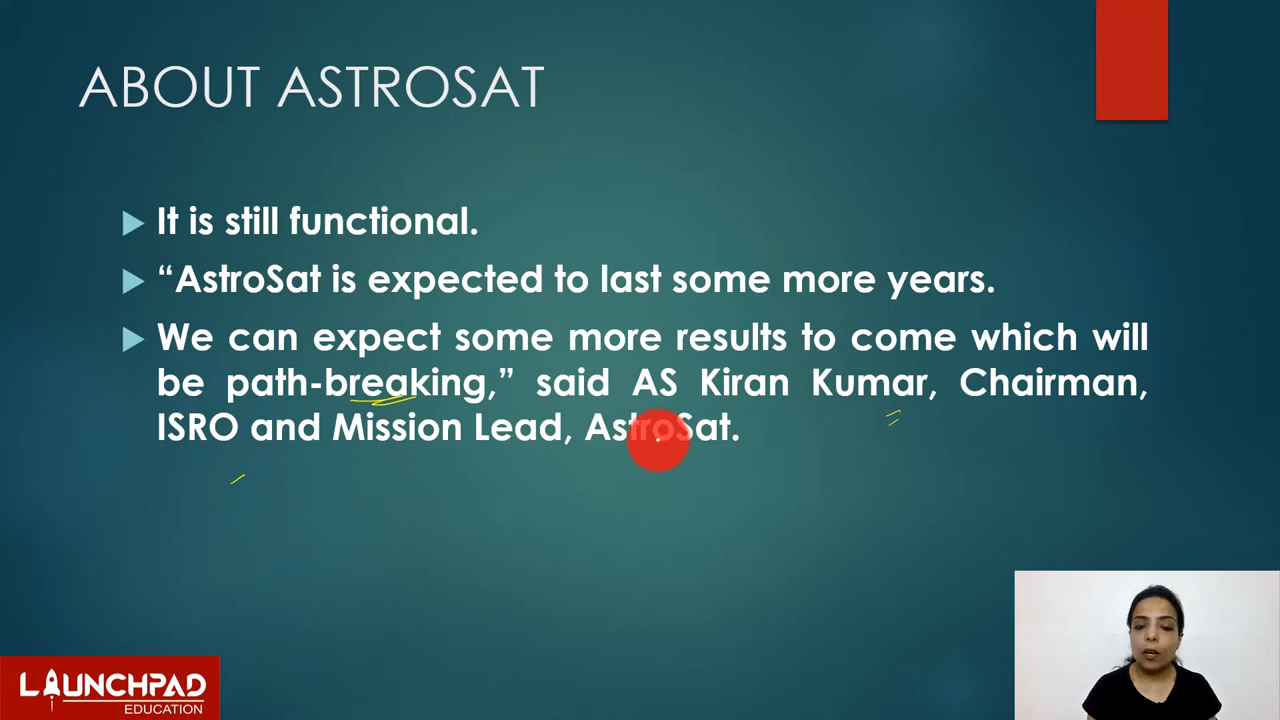 ABOUT ASTROSAT
It is still functional.
“AstroSat is expected to last some more years.
We can expect some more results to come which will
be path-breaking,” said AS Kiran Kumar, Chairman,
ISRO and Mission Lead, AstroSat.
LAUNCHPAD
EDUCATION